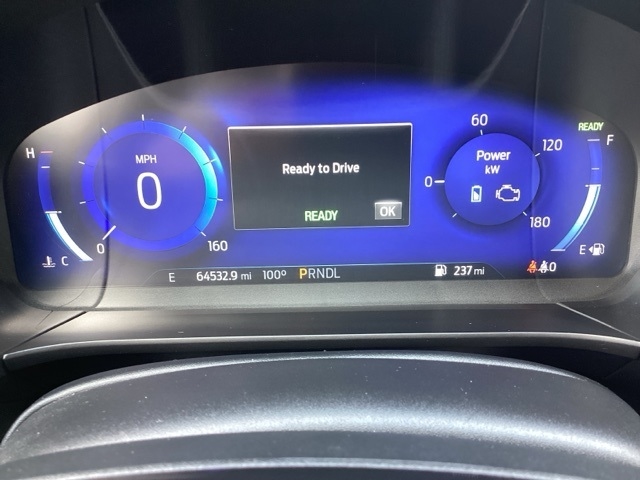 60
READY
H
MPH
120
F
Power
kW
Ready to Drive
0
0
READY
OK
180
0
160
E
C
E 64532.9 mi 100° PRNDL 237 mi
0